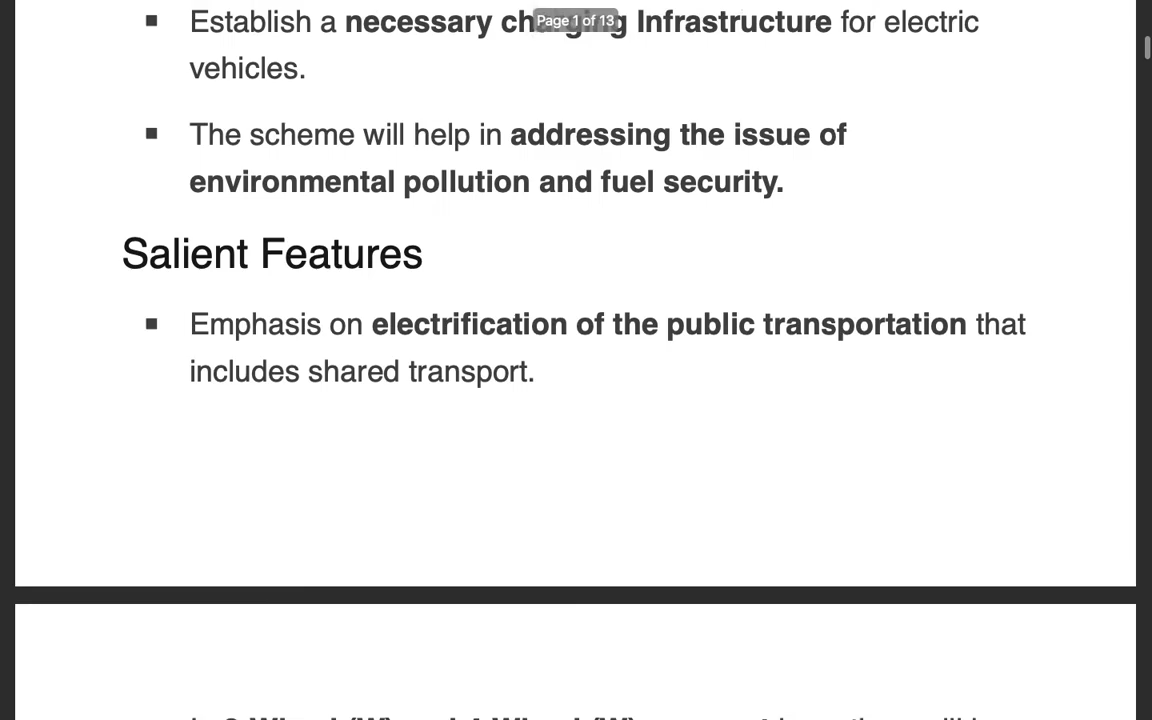 Establish a necessary Infrastructure for electric
Page 1 of 13
vehicles.
The scheme will help in addressing the issue of
environmental pollution and fuel security.
Salient Features
Emphasis on electrification of the public transportation that
includes shared transport.